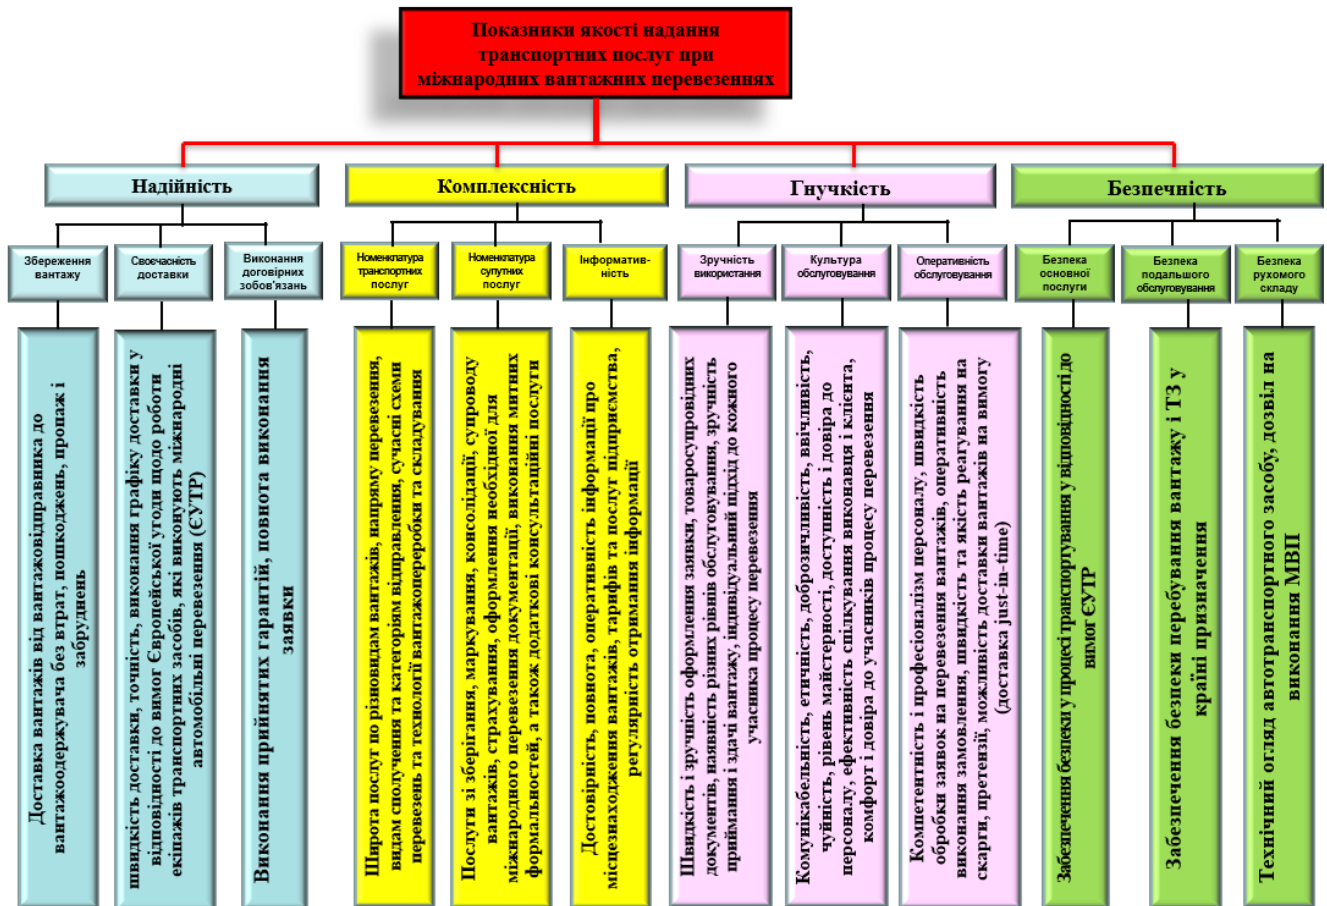 Показники якості надання
транспортних послуг при
міжнародних вантажних перевезеннях
Надійність
Комплексність
Гнучкість
Безпечність
Збереження
вантажу
Своєчасність
доставки
Виконання
договірних
зобов'язань
Номенклатура
транспортних
послуг
Номенклатура
супутних
послуг
Інформатив-
ність
Зручність
використання
Культура
обслуговування
Оперативність
обслуговування
Безпека
основної
послуги
Безпека
подальшого
обслуговування
Безпека
рухомого
складу
Доставка вантажів від вантажовідправника до
вантажоодержувача без втрат, пошкоджень, пропаж і
забруднень
швидкість доставки, точність, виконання графіку доставки у
відповідності до вимог Європейської угоди щодо роботи
екіпажів транспортних засобів, які виконують міжнародні
автомобільні перевезення (ЄУТР)
Виконання прийнятих гарантій, повнота виконання
заявки
Широта послуг по різновидам вантажів, напряму перевезення,
видам сполучення та категоріям відправлення, сучасні схеми
перевезень та технології вантажопереробки та складування
Послуги зі зберігання, маркування, консолідації, супроводу
вантажів, страхування, оформлення необхідної для
міжнародного перевезення документації, виконання митних
формальностей, а також додаткові консультаційні послуги
Достовірність, повнота, оперативність інформації про
місцезнаходження вантажів, тарифів та послуг підприємства,
регулярність отримання інформації
Швидкість і зручність оформлення заявки, товаросупровідних
документів, наявність різних рівнів обслуговування, зручність
приймання і здачі вантажу, індивідуальний підхід до кожного
учасника процесу перевезення
Комунікабельність, етичність, доброзичливість, ввічливість,
чуйність, рівень майстерності, доступність і довіра до
персоналу, ефективність спілкування виконавця і клієнта,
комфорт і довіра до учасників процесу перевезення
Компетентність і професіоналізм персоналу, швидкість
обробки заявок на перевезення вантажів, оперативність
виконання замовлення, швидкість та якість реагування на
скарги, претензії, можливість доставки вантажів на вимогу
(доставка just-in-time)
Забезпечення безпеки у процесі транспортування у відповідності до
вимог ЄУТР
Забезпечення безпеки перебування вантажу і ТЗ у
країні призначення
Технічний огляд автотранспортного засобу, дозвіл на
виконання МВП